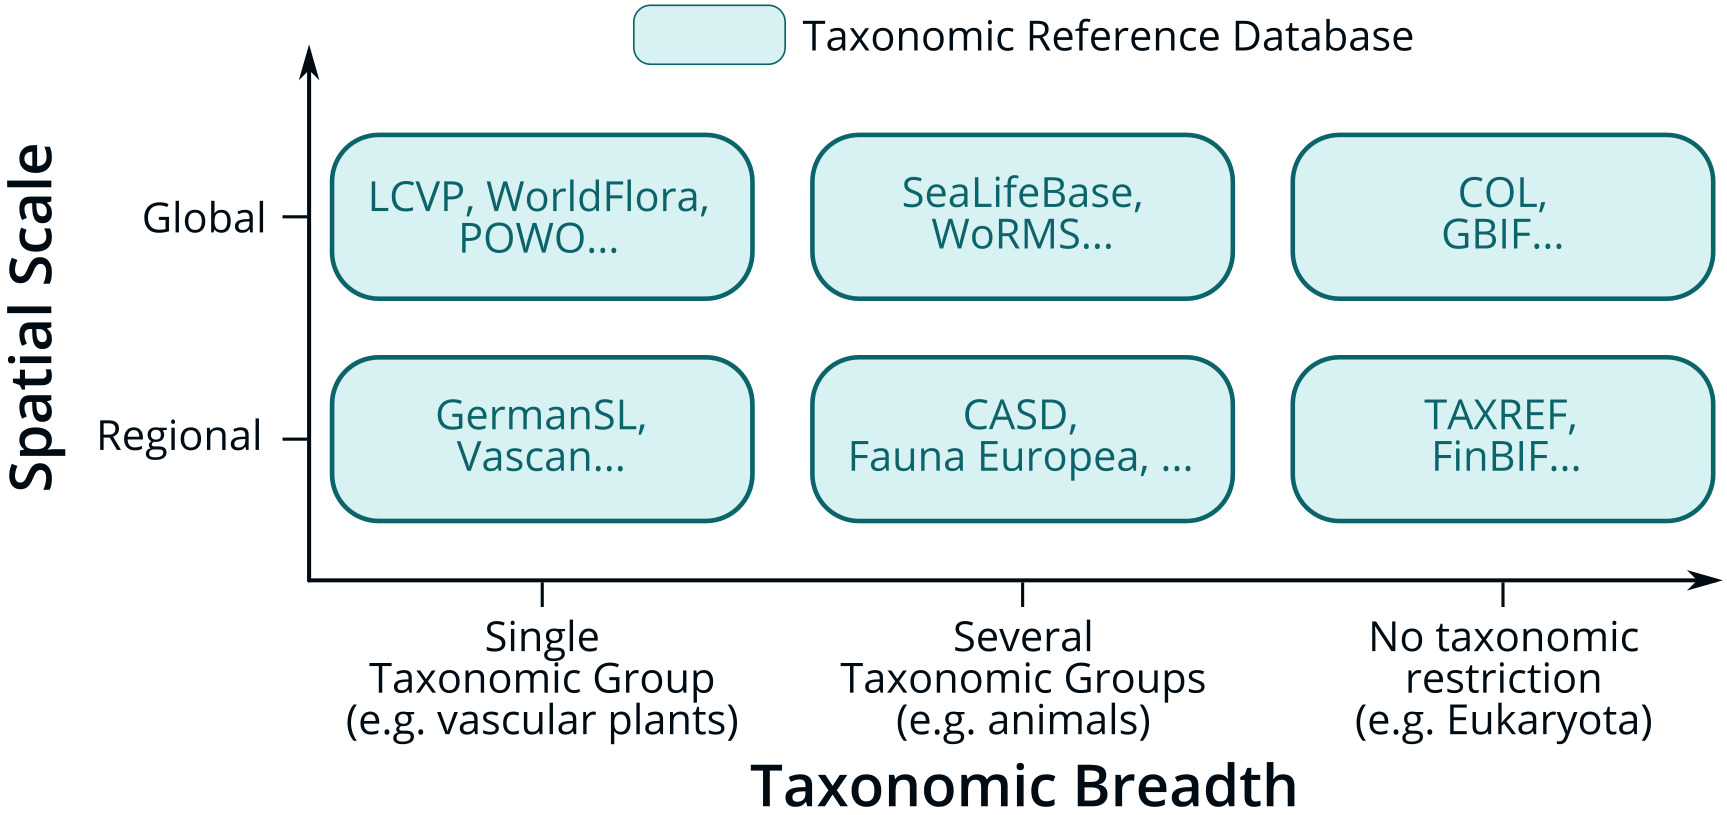 Taxonomic Reference Database
Spatial Scale
Global
LCVP, WorldFlora,
POWO...
SeaLifeBase,
WoRMS...
COL,
GBIF...
Regional
GermanSL,
Vascan...
CASD,
Fauna Europea, ...
TAXREF,
FinBIF...
Single
Taxonomic Group
(e.g. vascular plants)
Several
Taxonomic Groups
(e.g. animals)
No taxonomic
restriction
(e.g. Eukaryota)
Taxonomic Breadth